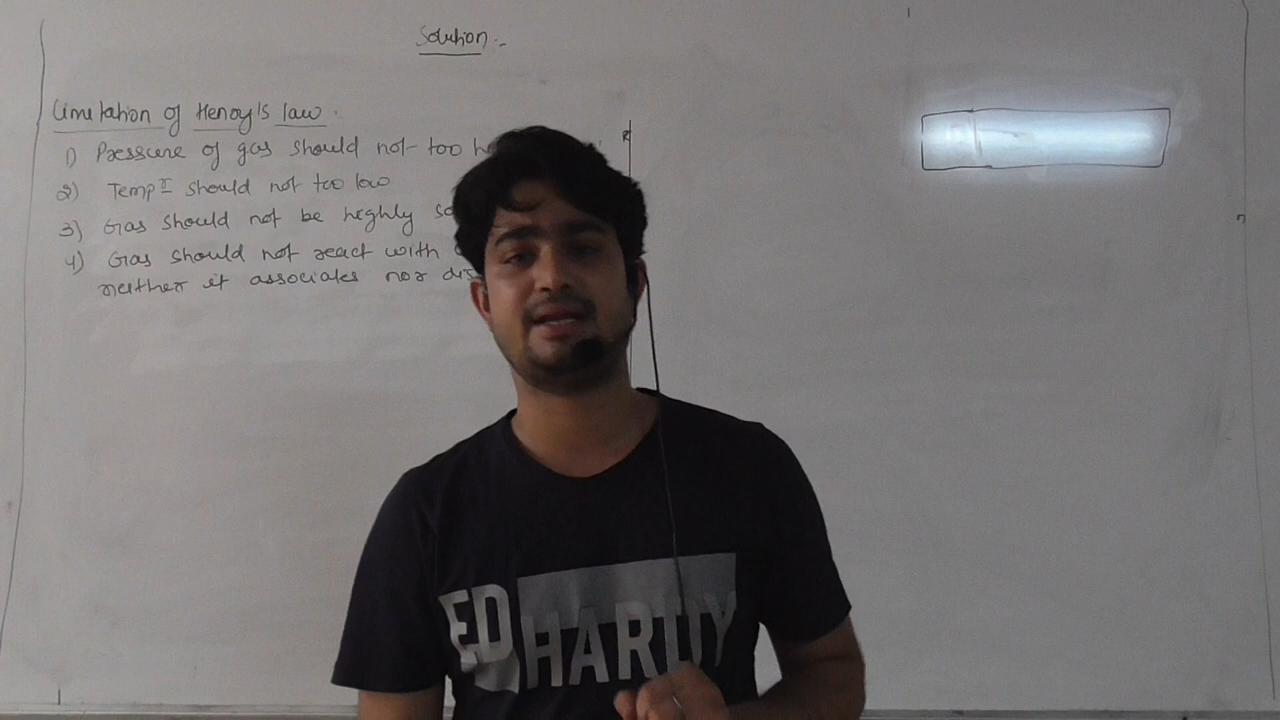 Solution :-
Limitation of Henry's law .
1) Pressure of gas should not too
2) Tempr should not too low
3) Gas should not be highly
4) Gas should not react with
neither it associates nor
ED
HARDY